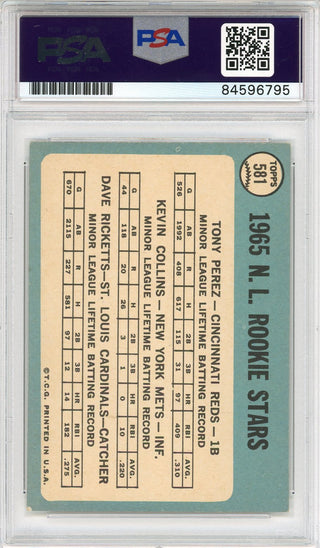 PSA
PSA
84596795
TOPPS
581
1965 N. L. ROOKIE STARS
TONY PEREZ—CINCINNATI REDS—1B
MINOR LEAGUE LIFETIME BATTING RECORD
G AB R H 2B 3B HR RBI AVG.
526 1992 408 617 115 31 97 409 .310
KEVIN COLLINS—NEW YORK METS—INF.
MINOR LEAGUE LIFETIME BATTING RECORD
G AB R H 2B 3B HR RBI AVG.
44 118 20 26 3 1 0 10 .220
DAVE RICKETTS—ST. LOUIS CARDINALS—CATCHER
MINOR LEAGUE LIFETIME BATTING RECORD
G AB R H 2B 3B HR RBI AVG.
670 2115 227 581 97 12 14 182 .275
© T.C.G. PRINTED IN U.S.A.